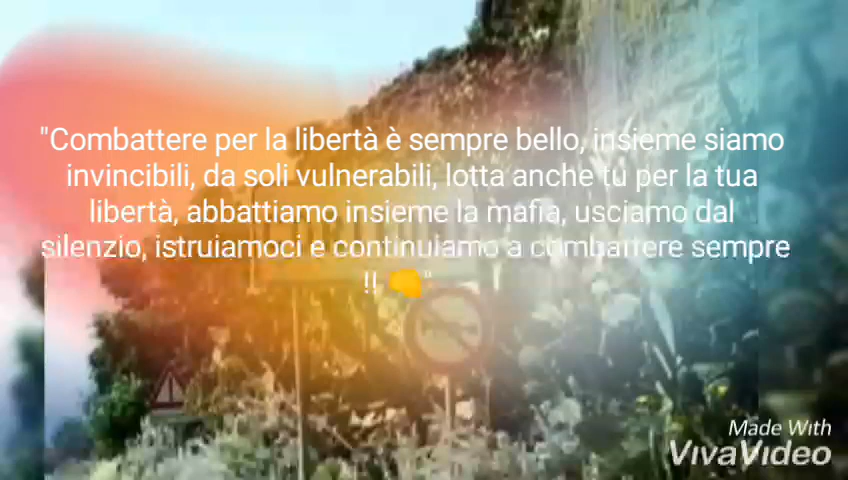 "Combattere per la libertà è sempre bello, insieme siamo
invincibili, da soli vulnerabili, lotta anche tu per la tua
libertà, abbattiamo insieme la mafia, usciamo dal
silenzio, istruiamoci e continuiamo a combattere sempre
!! 👊"
Made With
VivaVideo